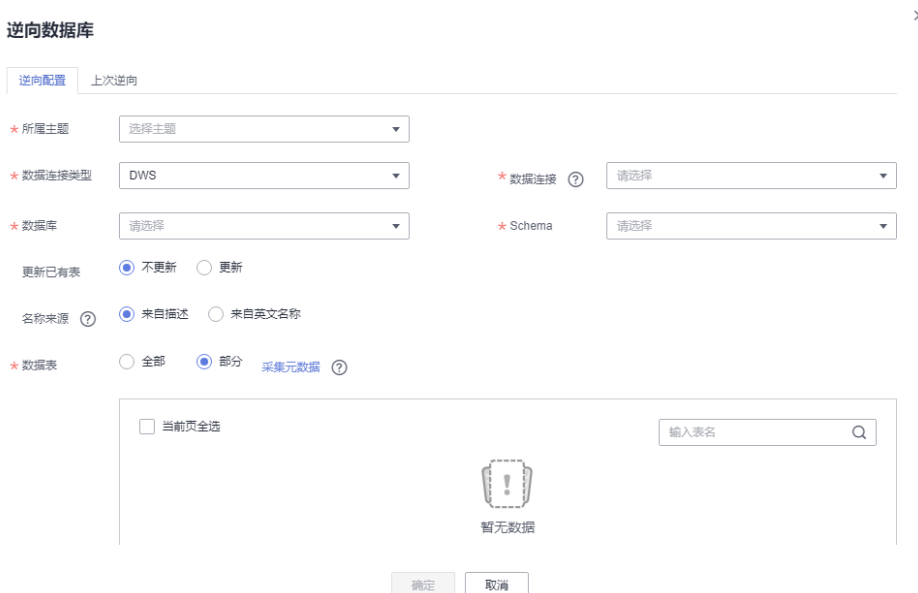 逆向数据库
逆向配置 上次逆向
* 所属主题 选择主题
* 数据连接类型 DWS * 数据连接 ? 请选择
* 数据库 请选择 * Schema 请选择
更新已有表 不更新 更新
名称来源 ? 来自描述 来自英文名称
* 数据表 全部 部分 采集元数据 ?
当前页全选 输入表名
暂无数据
确定 取消